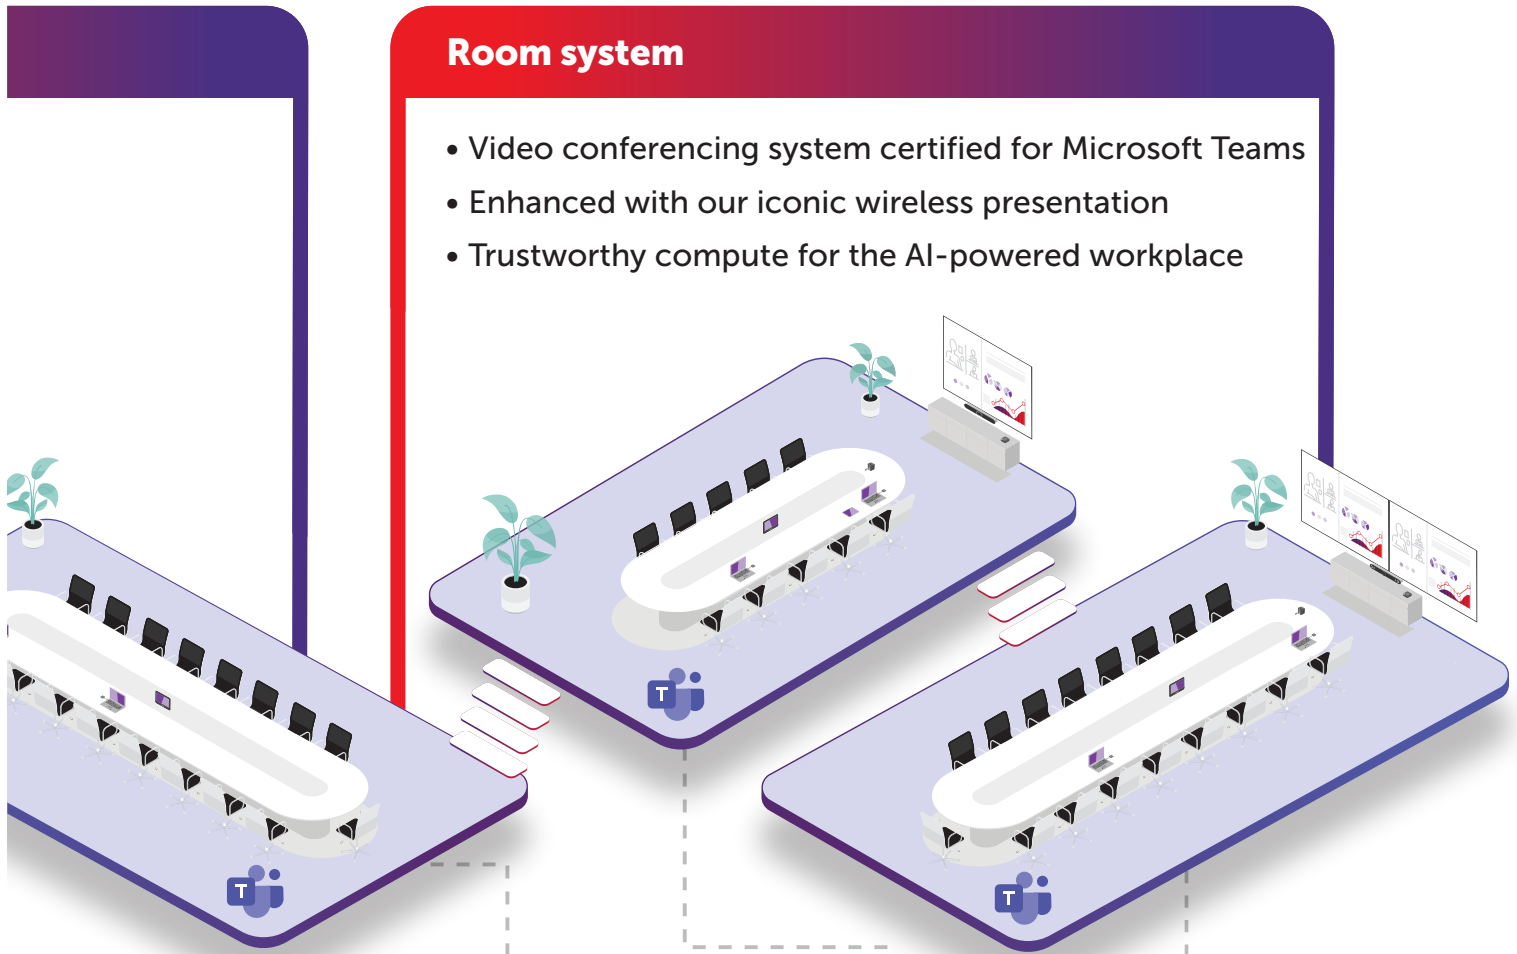 Room system
• Video conferencing system certified for Microsoft Teams
• Enhanced with our iconic wireless presentation
• Trustworthy compute for the AI-powered workplace
T
T
T